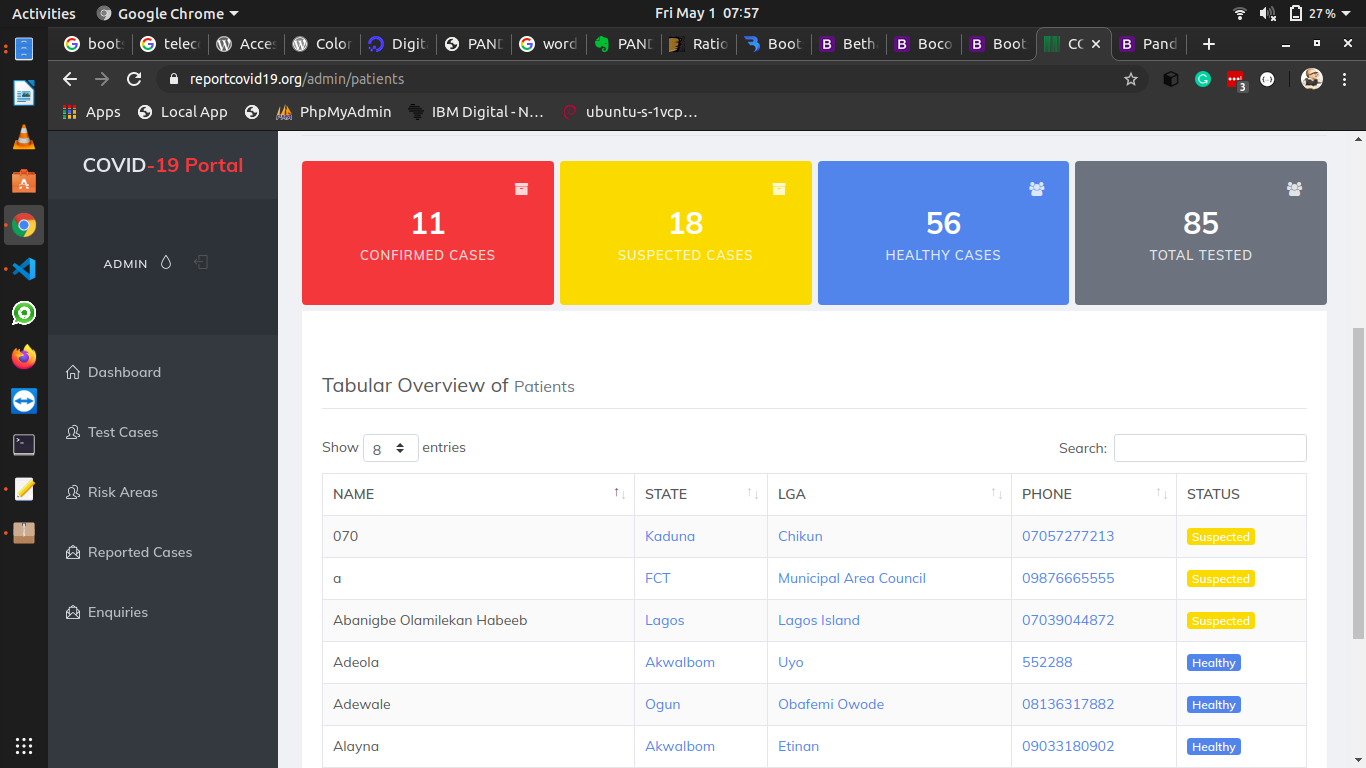 Activities Google Chrome Fri May 1 07:57 27%
boots telec Acces Color Digit PAND word PAND Ratio Boot Beth Boco Boot CO Pand
reportcovid19.org/admin/patients
3
Apps Local App PhpMyAdmin IBM Digital - N... ubuntu-s-1vcp...
COVID-19 Portal
ADMIN
Dashboard
Test Cases
Risk Areas
Reported Cases
Enquiries
11
CONFIRMED CASES
18
SUSPECTED CASES
56
HEALTHY CASES
85
TOTAL TESTED
Tabular Overview of Patients
Show 8 entries Search:
NAME STATE LGA PHONE STATUS
070 Kaduna Chikun 07057277213 Suspected
a FCT Municipal Area Council 09876665555 Suspected
Abanigbe Olamilekan Habeeb Lagos Lagos Island 07039044872 Suspected
Adeola AkwaIbom Uyo 552288 Healthy
Adewale Ogun Obafemi Owode 08136317882 Healthy
Alayna AkwaIbom Etinan 09033180902 Healthy